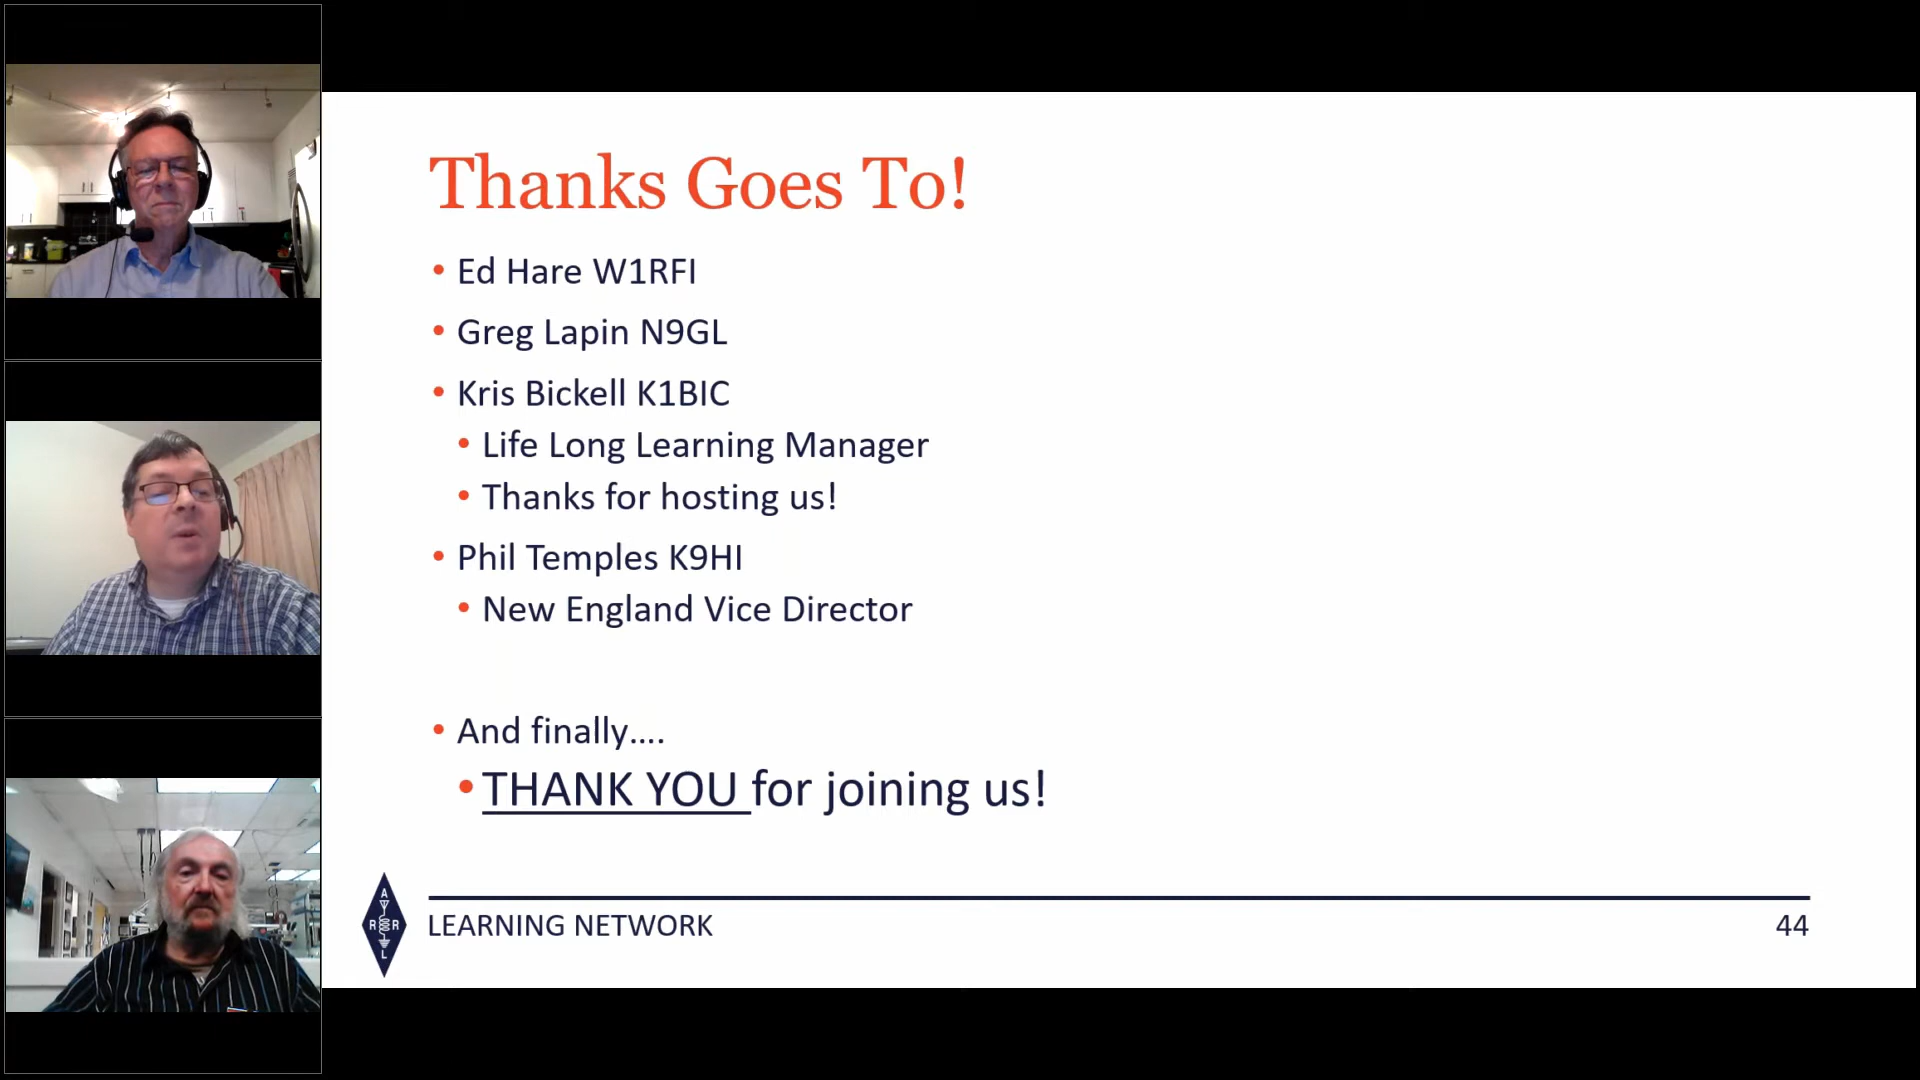 Thanks Goes To!
• Ed Hare W1RFI
• Greg Lapin N9GL
• Kris Bickell K1BIC
• Life Long Learning Manager
• Thanks for hosting us!
• Phil Temples K9HI
• New England Vice Director
• And finally....
• THANK YOU for joining us!
A
R R
L
LEARNING NETWORK
44